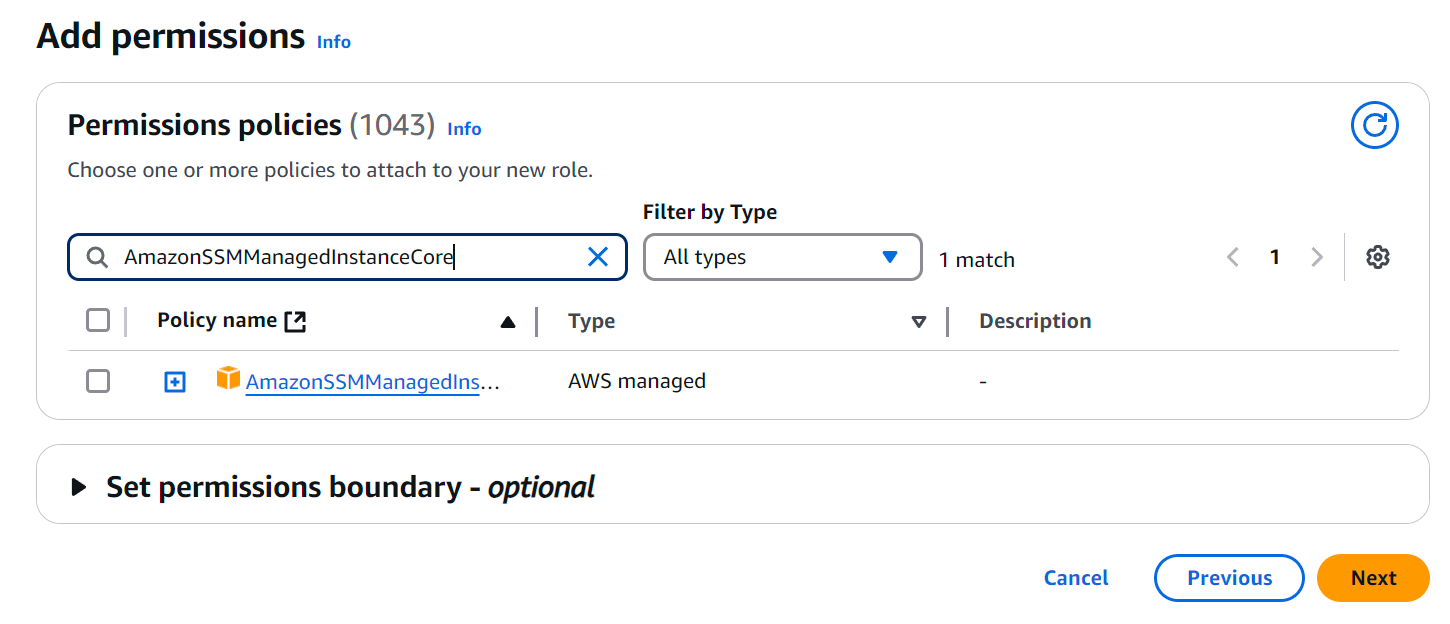 Add permissions Info
Permissions policies (1043) Info
Choose one or more policies to attach to your new role.
Filter by Type
AmazonSSMManagedInstanceCore All types 1 match 1
Policy name Type Description
AmazonSSMManagedIns... AWS managed -
Set permissions boundary - optional
Cancel Previous Next